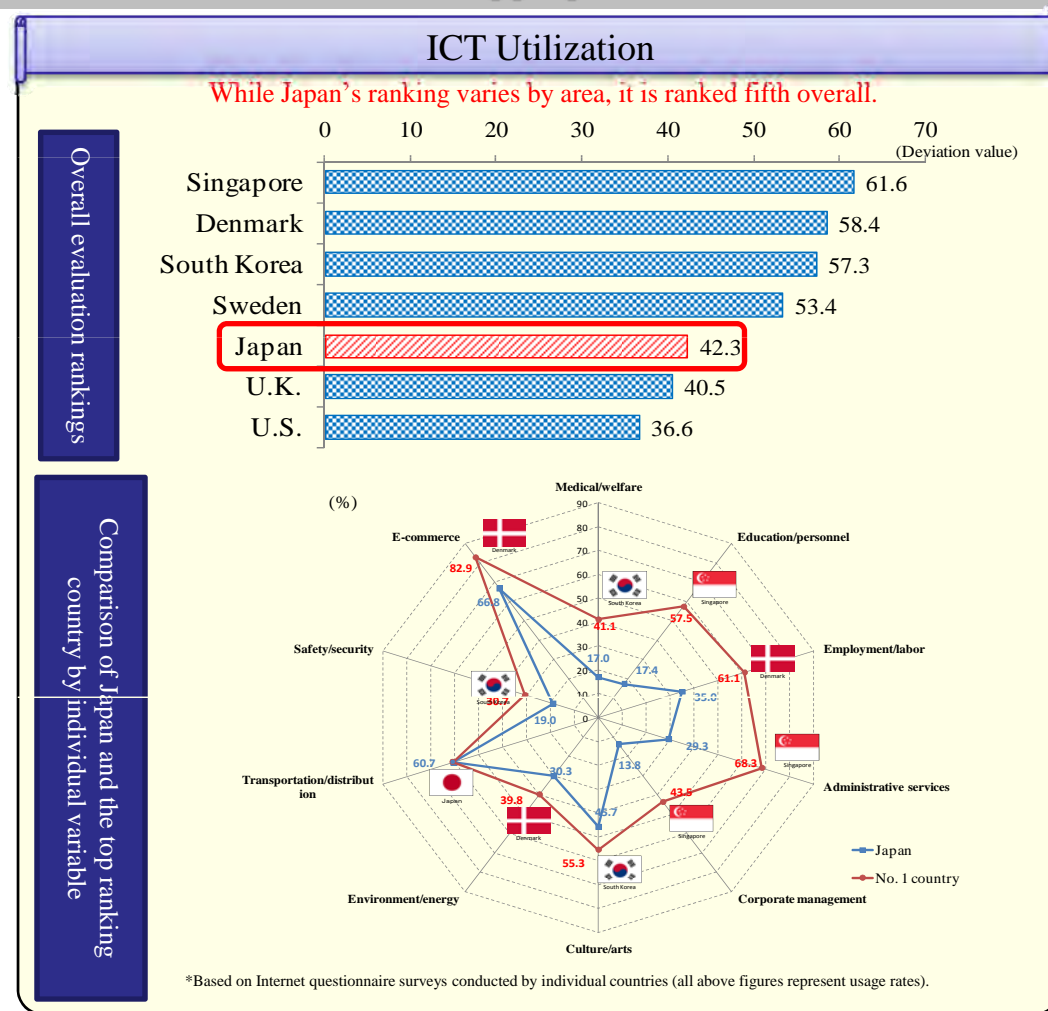 ICT Utilization
While Japan's ranking varies by area, it is ranked fifth overall.
Overall evaluation rankings
0 10 20 30 40 50 60 70
(Deviation value)
Singapore 61.6
Denmark 58.4
South Korea 57.3
Sweden 53.4
Japan 42.3
U.K. 40.5
U.S. 36.6
Comparison of Japan and the top ranking
country by individual variable
(%)
Medical/welfare
90
80
70
60
50
40
30
20
10
0
E-commerce
Denmark
82.9
66.8
South Korea
41.1
17.0
Education/personnel
Singapore
57.5
17.4
Employment/labor
Denmark
61.1
35.0
Safety/security
30.7
19.0
Administrative services
Singapore
68.3
29.3
Transportation/distribut
ion
60.7
Japan
Corporate management
Singapore
43.5
13.8
Environment/energy
30.3
39.8
Denmark
Culture/arts
55.3
South Korea
Japan
No. 1 country
*Based on Internet questionnaire surveys conducted by individual countries (all above figures represent usage rates).